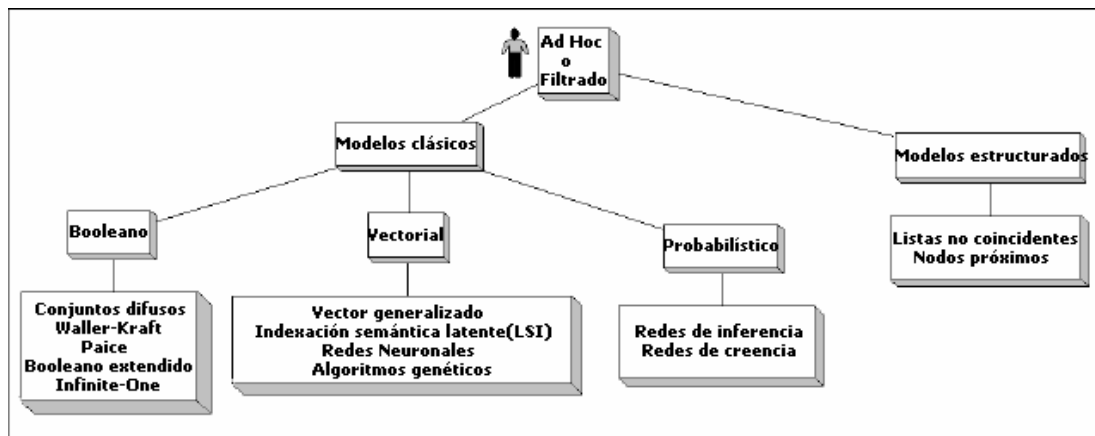 Ad Hoc
o
Filtrado
Modelos clásicos
Modelos estructurados
Booleano
Vectorial
Probabilístico
Listas no coincidentes
Nodos próximos
Conjuntos difusos
Waller-Kraft
Paice
Booleano extendido
Infinite-One
Vector generalizado
Indexación semántica latente(LSI)
Redes Neuronales
Algoritmos genéticos
Redes de inferencia
Redes de creencia